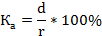 Kₐ = d/r * 100%